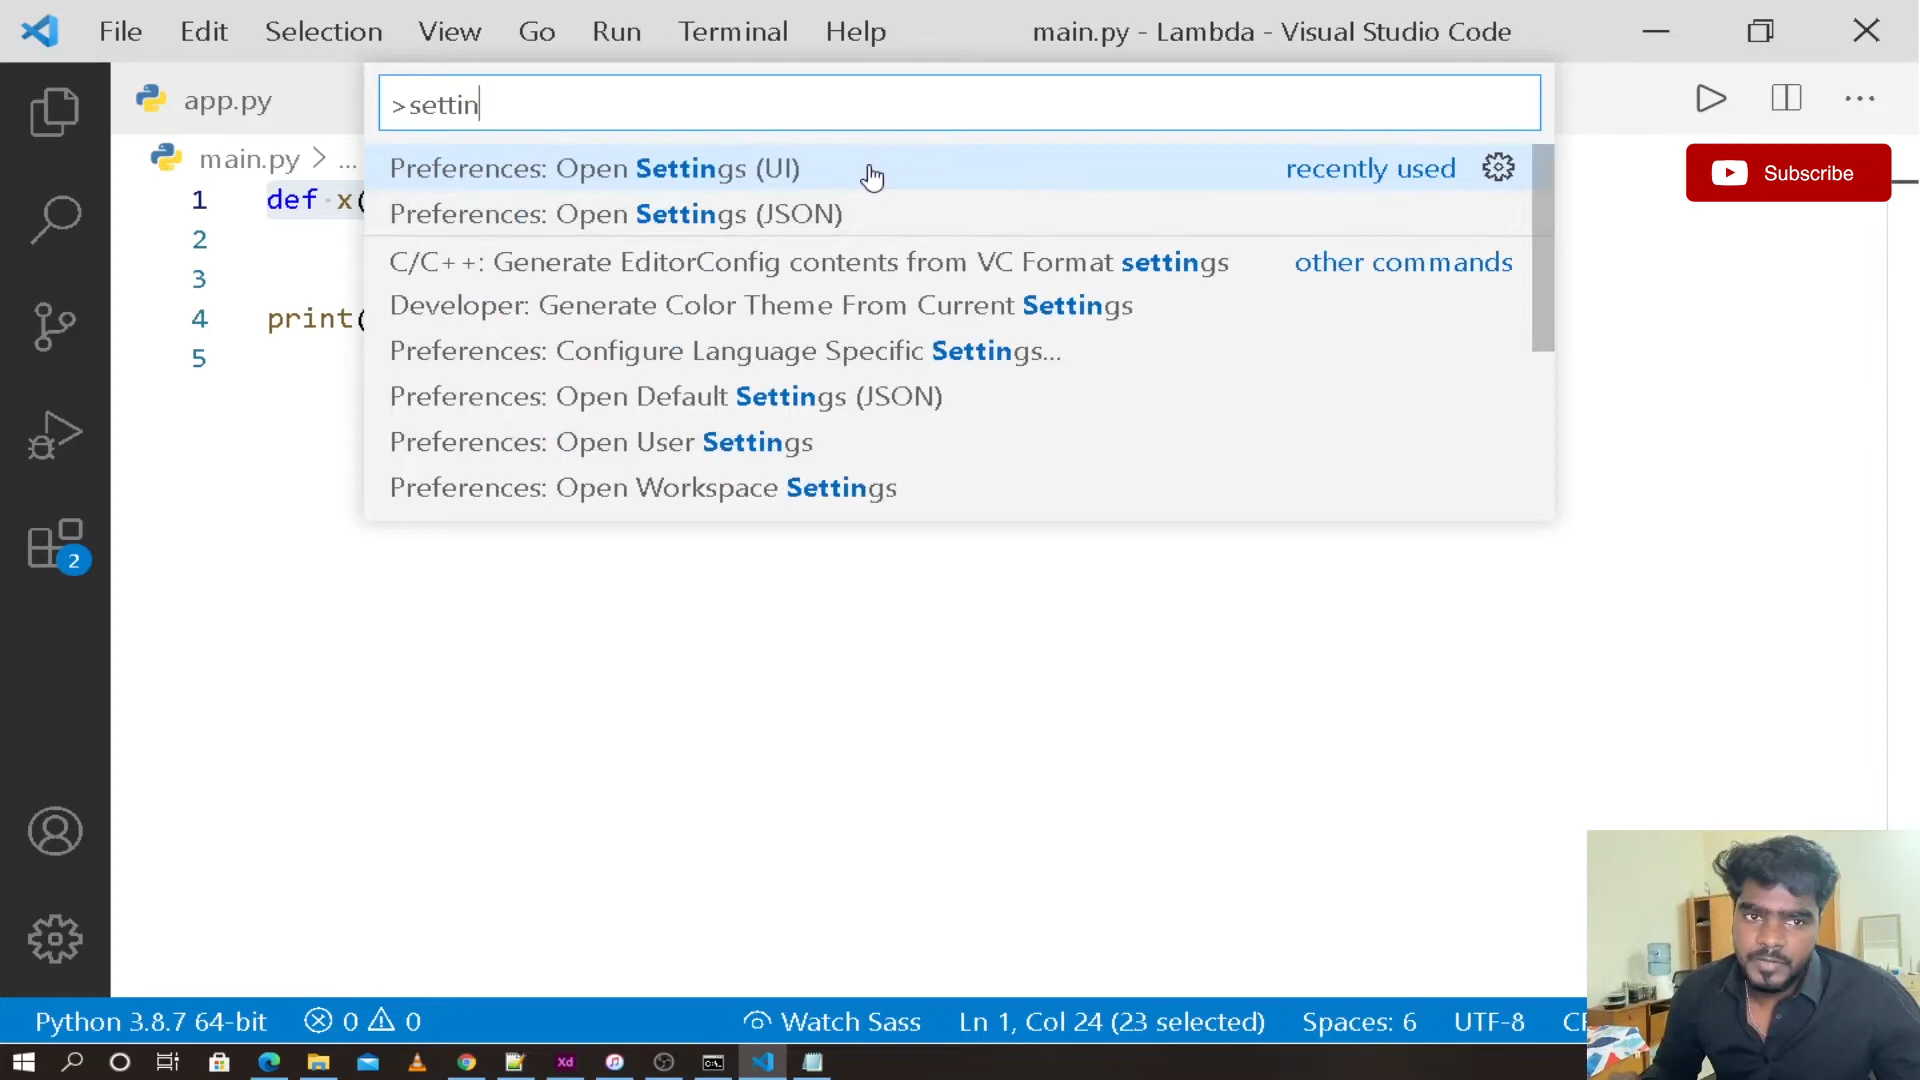 File Edit Selection View Go Run Terminal Help main.py - Lambda - Visual Studio Code
app.py
>settin
main.py > ...
Preferences: Open Settings (UI) recently used
Subscribe
1 def x(
Preferences: Open Settings (JSON)
2
C/C++: Generate EditorConfig contents from VC Format settings other commands
3
Developer: Generate Color Theme From Current Settings
4 print(
Preferences: Configure Language Specific Settings...
5
Preferences: Open Default Settings (JSON)
Preferences: Open User Settings
Preferences: Open Workspace Settings
2
Python 3.8.7 64-bit 0 0 Watch Sass Ln 1, Col 24 (23 selected) Spaces: 6 UTF-8
Xd